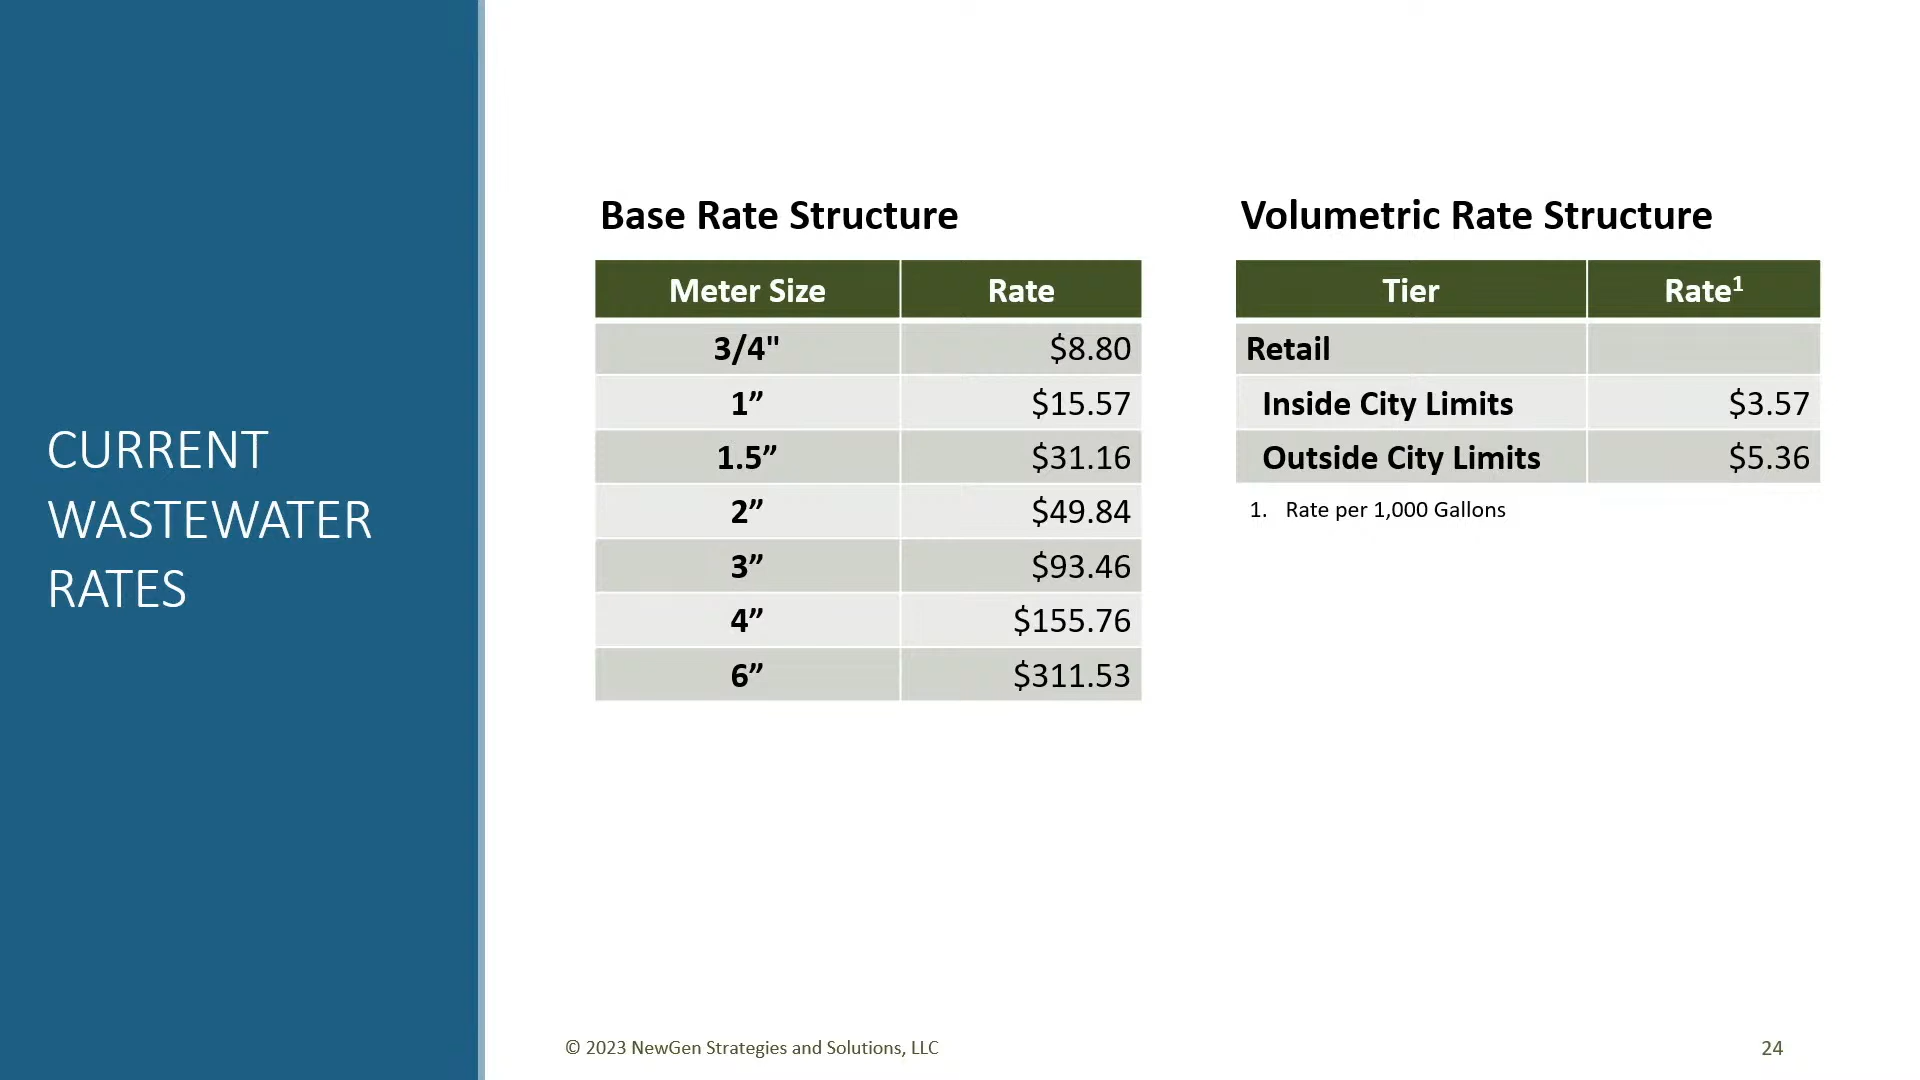 CURRENT
WASTEWATER
RATES
Base Rate Structure
Meter Size Rate
3/4" $8.80
1” $15.57
1.5” $31.16
2” $49.84
3” $93.46
4” $155.76
6” $311.53
Volumetric Rate Structure
Tier Rate¹
Retail
Inside City Limits $3.57
Outside City Limits $5.36
1. Rate per 1,000 Gallons
© 2023 NewGen Strategies and Solutions, LLC
24